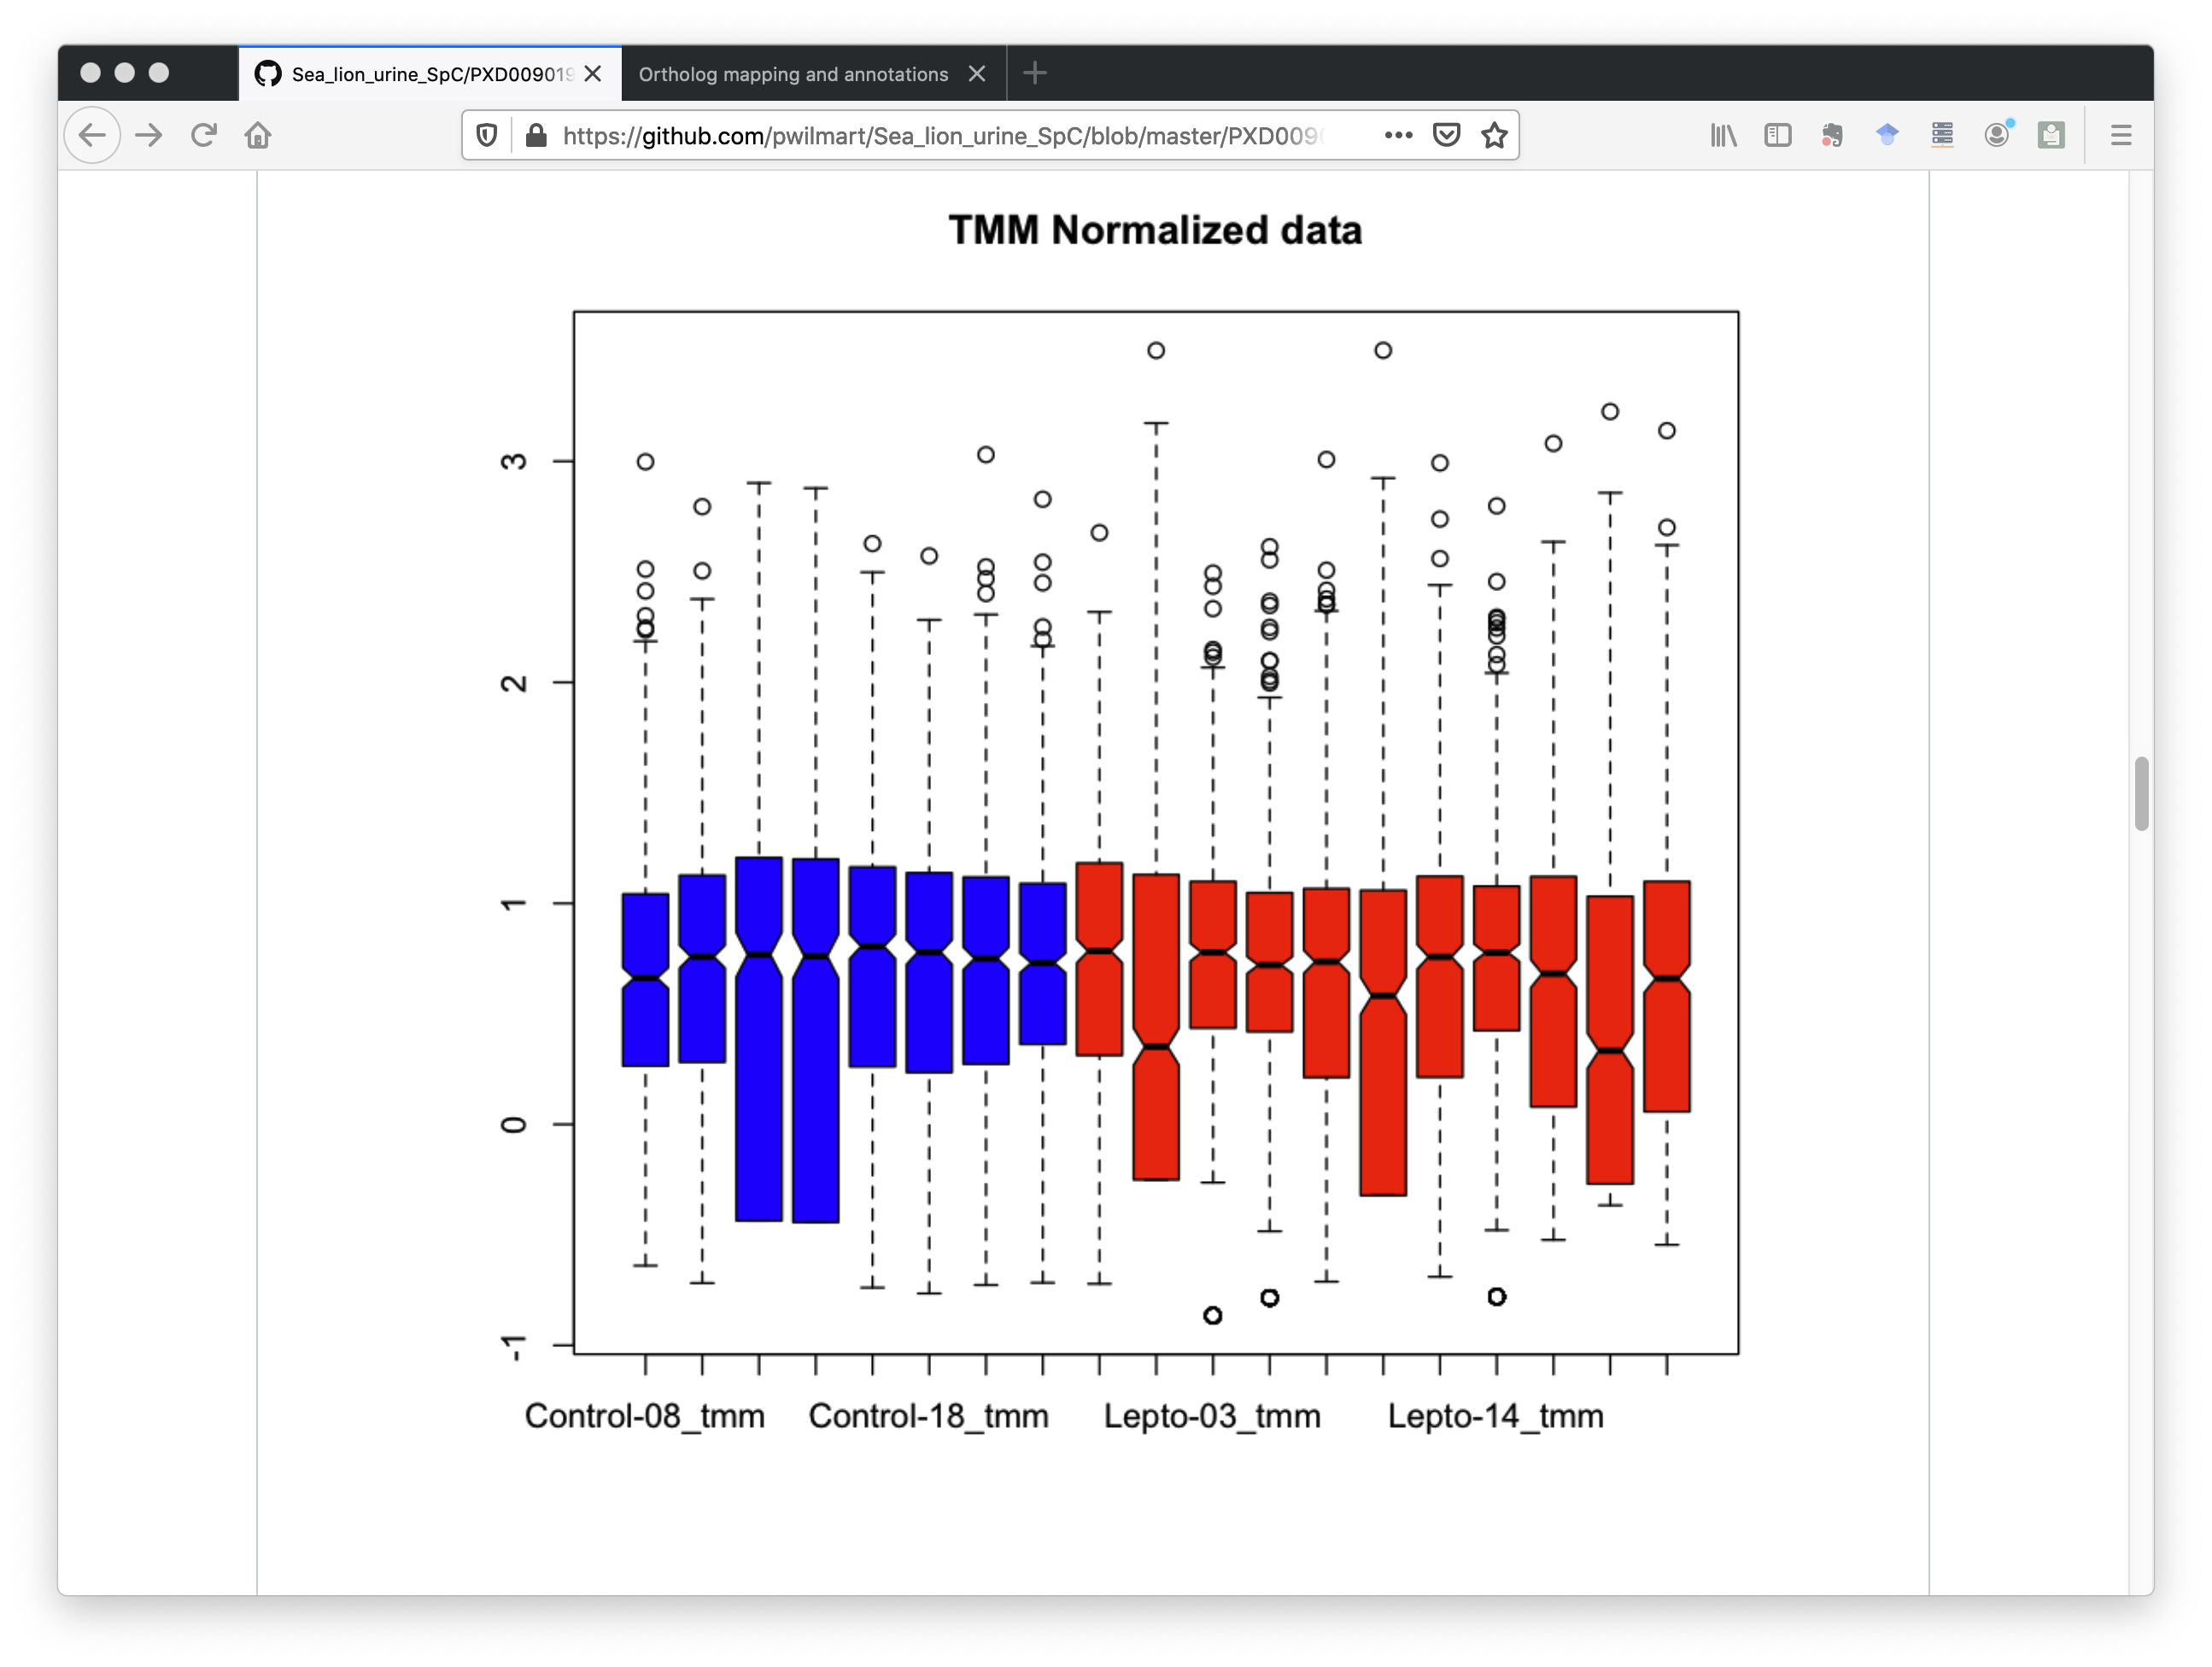 Sea_lion_urine_SpC/PXD009019
Ortholog mapping and annotations
https://github.com/pwilmart/Sea_lion_urine_SpC/blob/master/PXD009
TMM Normalized data
3
2
1
0
-1
Control-08_tmm Control-18_tmm Lepto-03_tmm Lepto-14_tmm